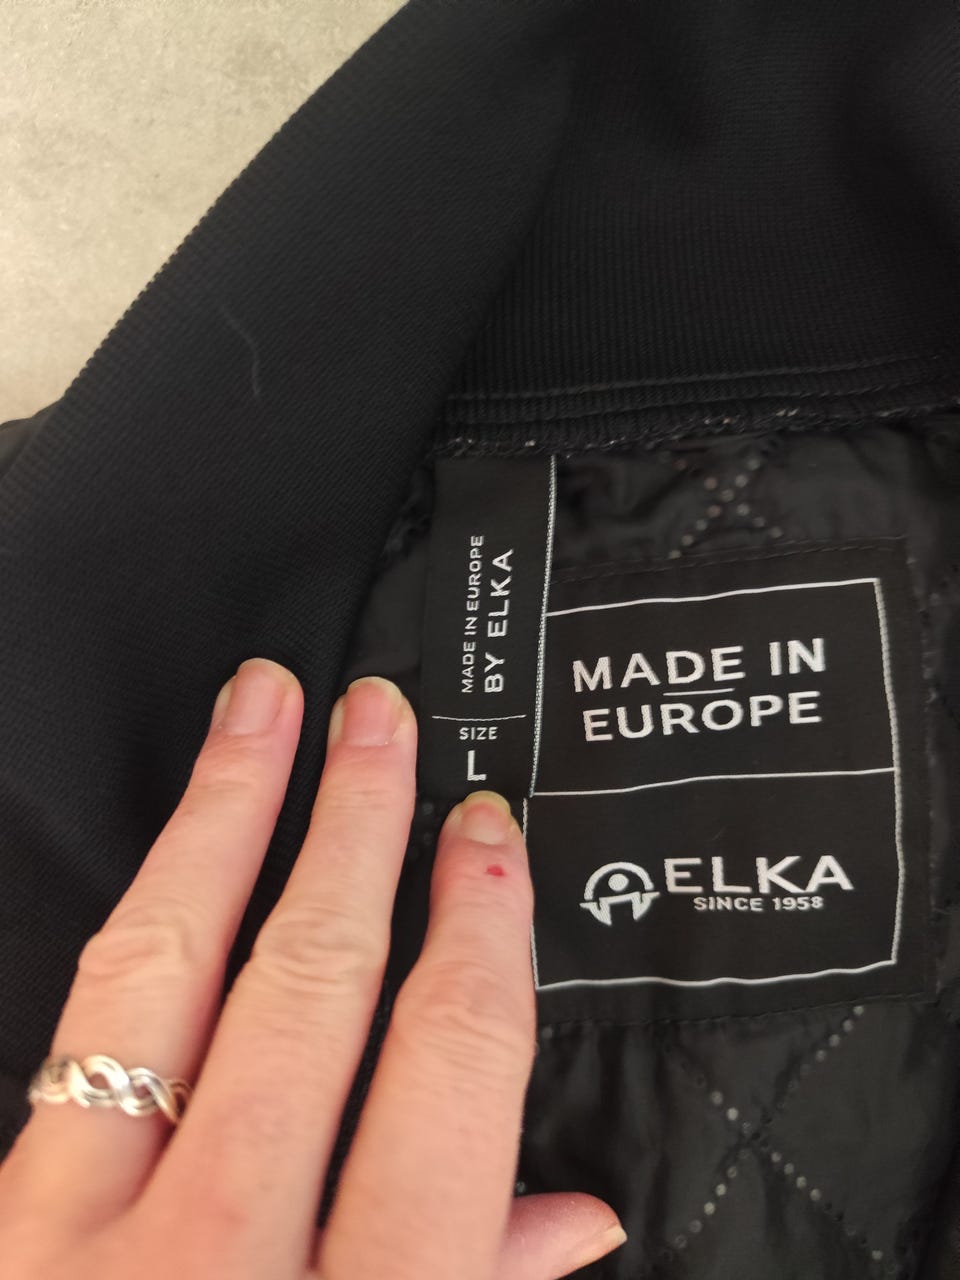 MADE IN EUROPE
BY ELKA
SIZE
L
MADE IN
EUROPE
ELKA
SINCE 1958